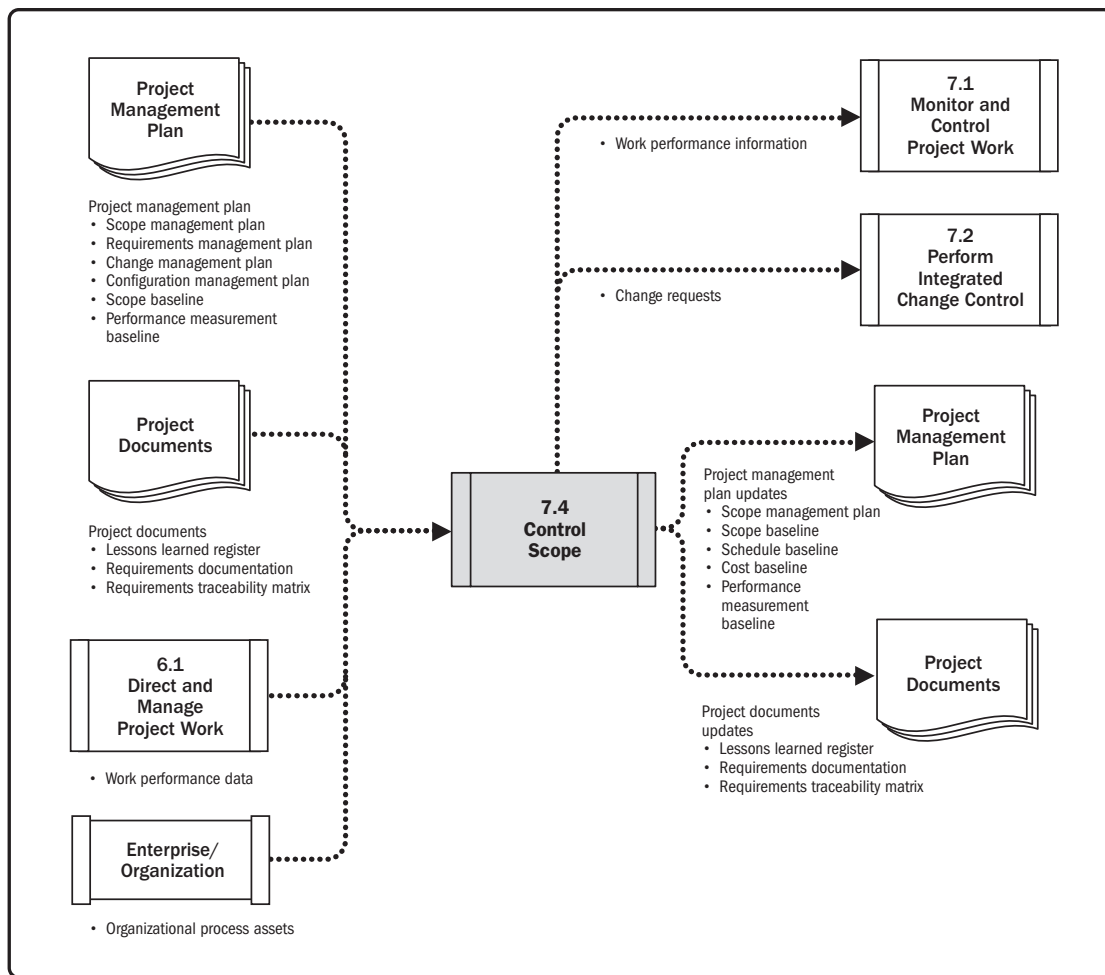 Project
Management
Plan
Project management plan
• Scope management plan
• Requirements management plan
• Change management plan
• Configuration management plan
• Scope baseline
• Performance measurement
baseline
Project
Documents
Project documents
• Lessons learned register
• Requirements documentation
• Requirements traceability matrix
6.1
Direct and
Manage
Project Work
• Work performance data
Enterprise/
Organization
• Organizational process assets
7.4
Control
Scope
• Work performance information
7.1
Monitor and
Control
Project Work
• Change requests
7.2
Perform
Integrated
Change Control
Project
Management
Plan
Project management
plan updates
• Scope management plan
• Scope baseline
• Schedule baseline
• Cost baseline
• Performance
measurement
baseline
Project
Documents
Project documents
updates
• Lessons learned register
• Requirements documentation
• Requirements traceability matrix